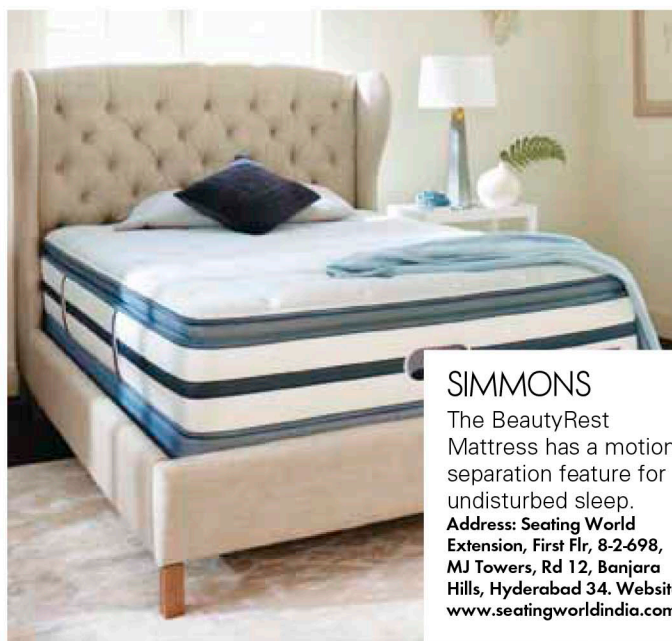 SIMMONS
The BeautyRest
Mattress has a motion
separation feature for
undisturbed sleep.
Address: Seating World
Extension, First Flr, 8-2-698,
MJ Towers, Rd 12, Banjara
Hills, Hyderabad 34. Websit
www.seatingworldindia.com